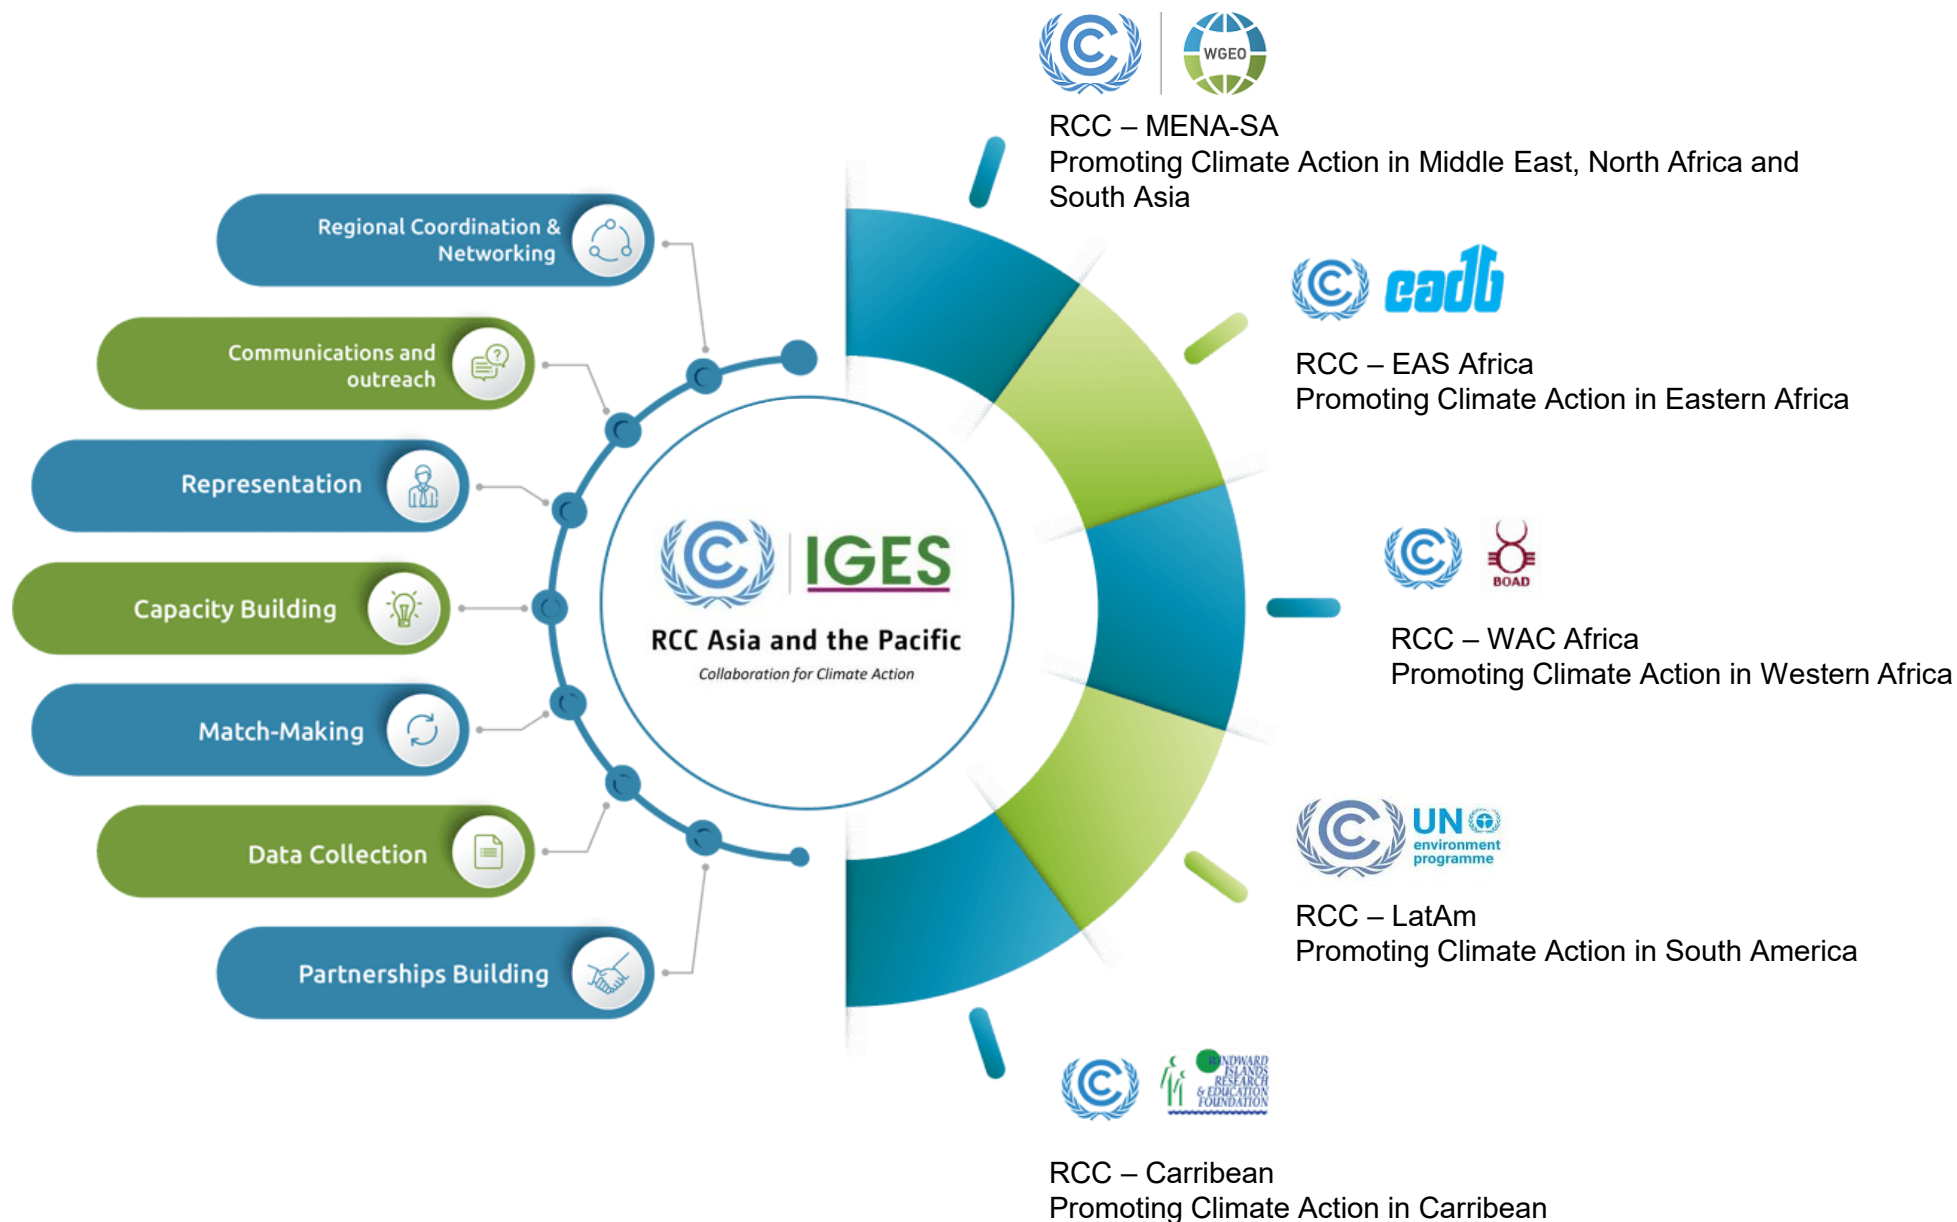 WGEO
RCC – MENA-SA
Promoting Climate Action in Middle East, North Africa and
South Asia
Regional Coordination &
Networking
eadb
Communications and
outreach
RCC – EAS Africa
Promoting Climate Action in Eastern Africa
Representation
IGES
BOAD
RCC Asia and the Pacific
Collaboration for Climate Action
Capacity Building
RCC – WAC Africa
Promoting Climate Action in Western Africa
Match-Making
UN
environment
programme
Data Collection
RCC – LatAm
Promoting Climate Action in South America
Partnerships Building
WINDWARD
ISLANDS
RESEARCH
& EDUCATION
FOUNDATION
RCC – Carribean
Promoting Climate Action in Carribean